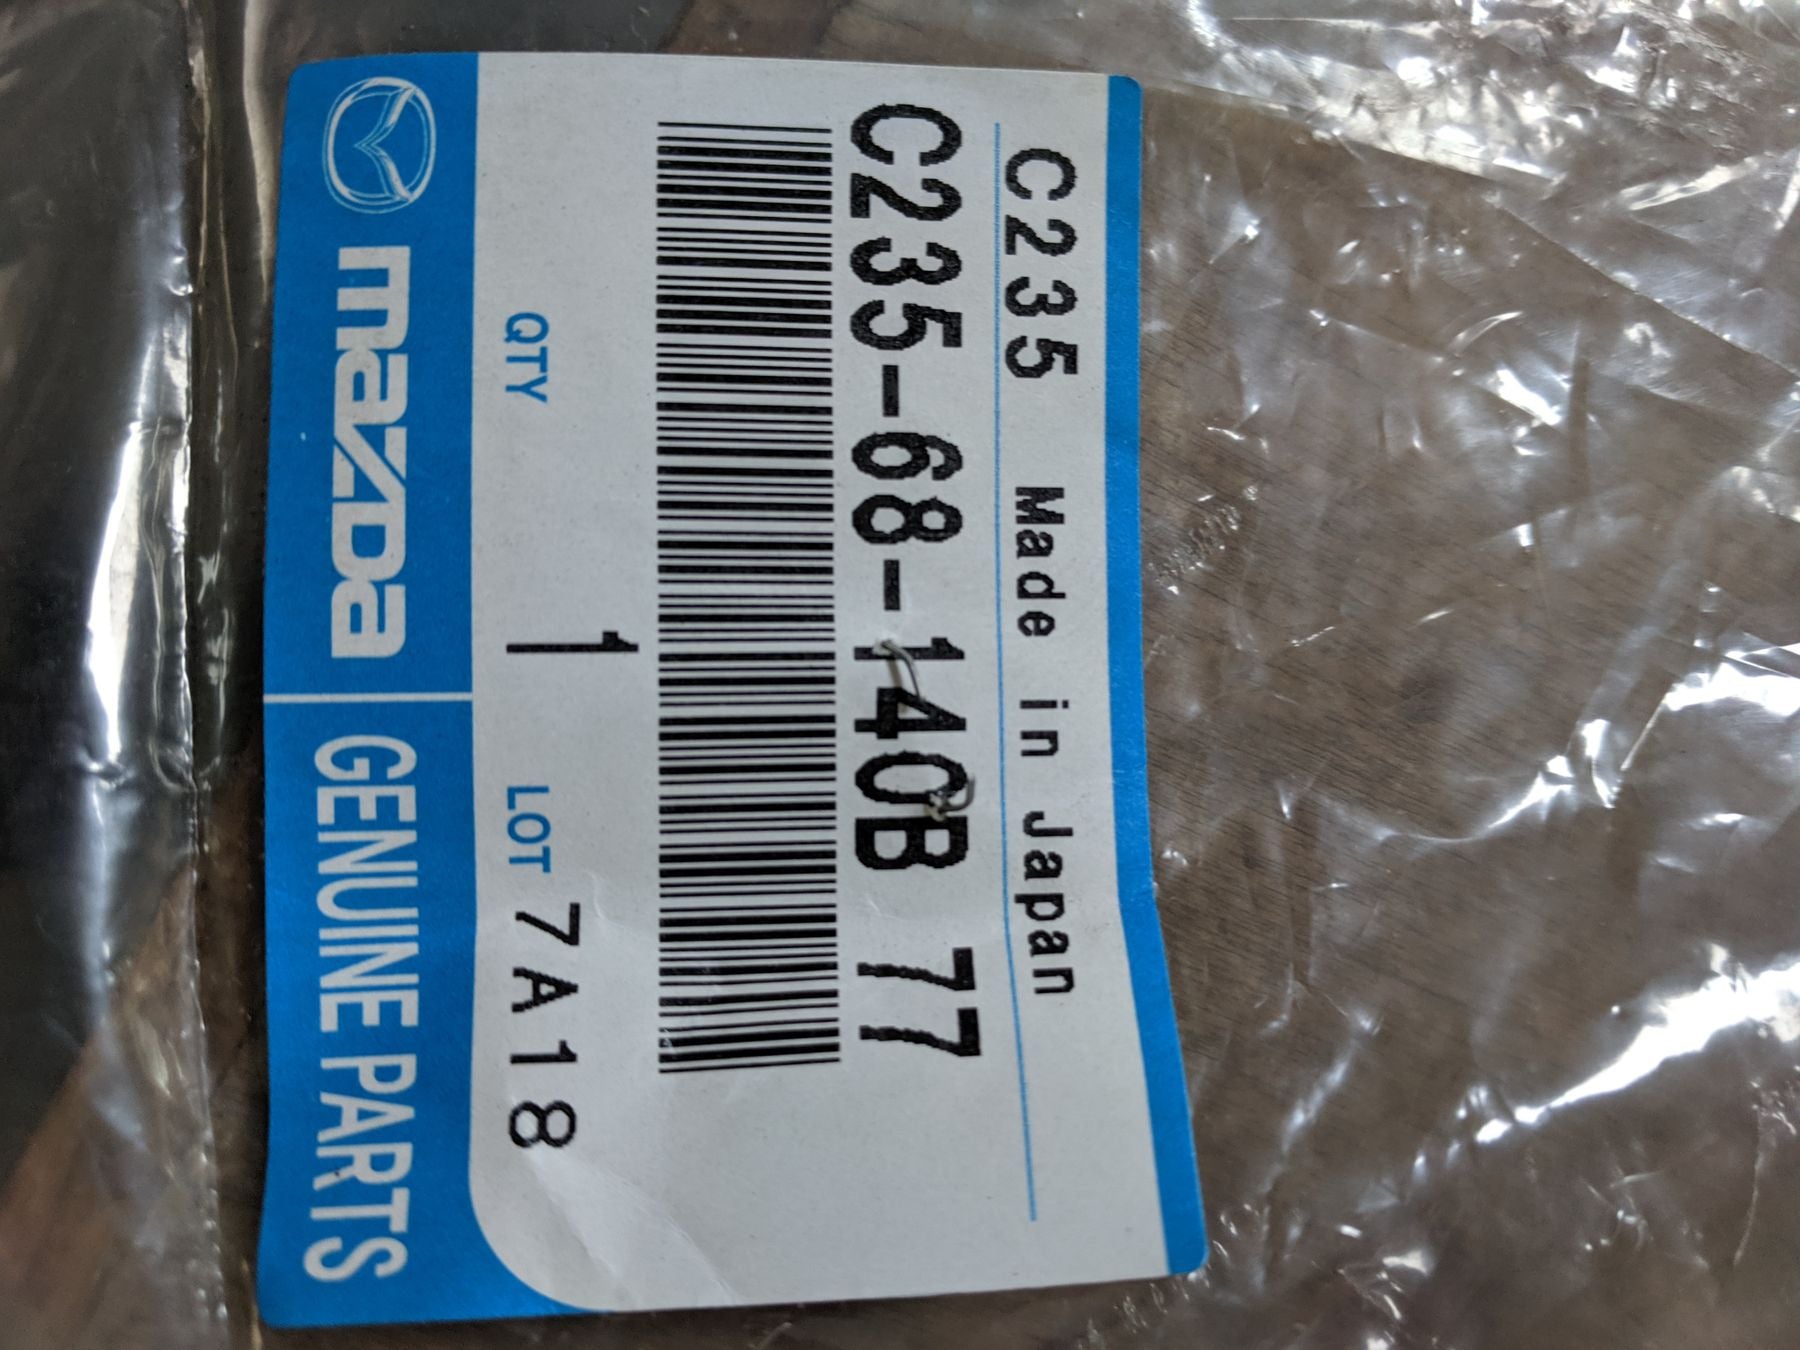 C235 Made in Japan
C235-68-140B 77
QTY 1 LOT 7A18
mazda GENUINE PARTS